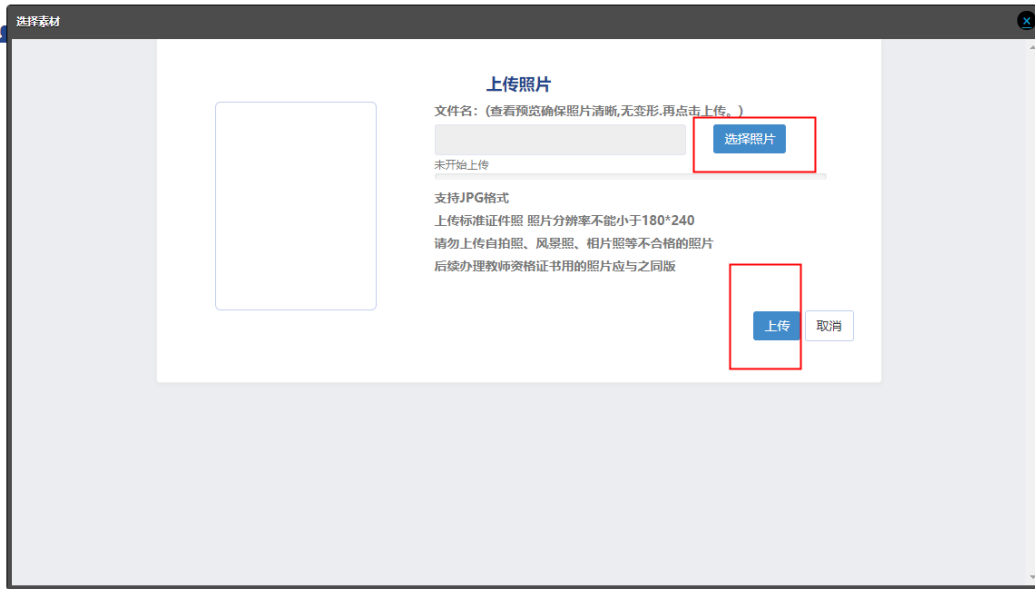 选择素材
上传照片
文件名：(查看预览确保照片清晰,无变形.再点击上传。)
选择照片
未开始上传
支持JPG格式
上传标准证件照 照片分辨率不能小于180*240
请勿上传自拍照、风景照、相片照等不合格的照片
后续办理教师资格证书用的照片应与之同版
上传 取消